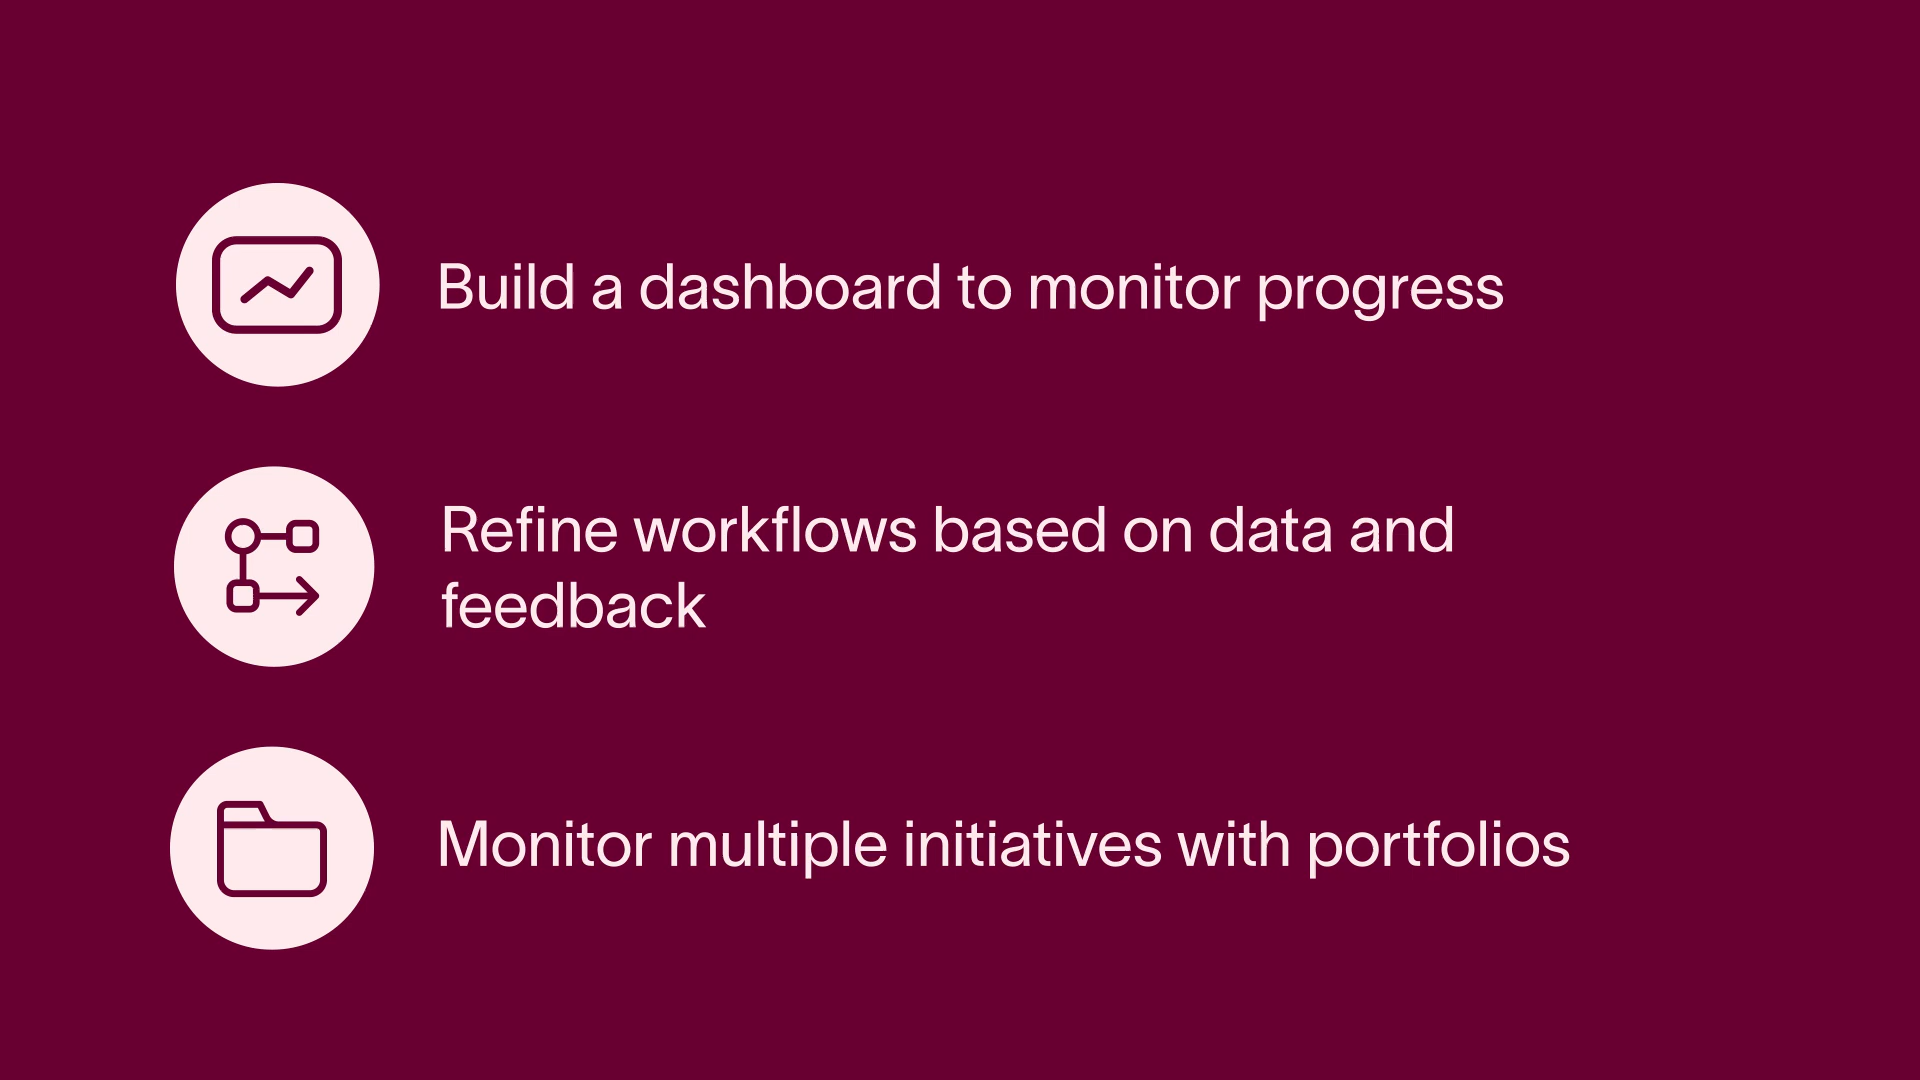 Build a dashboard to monitor progress
Refine workflows based on data and
feedback
Monitor multiple initiatives with portfolios